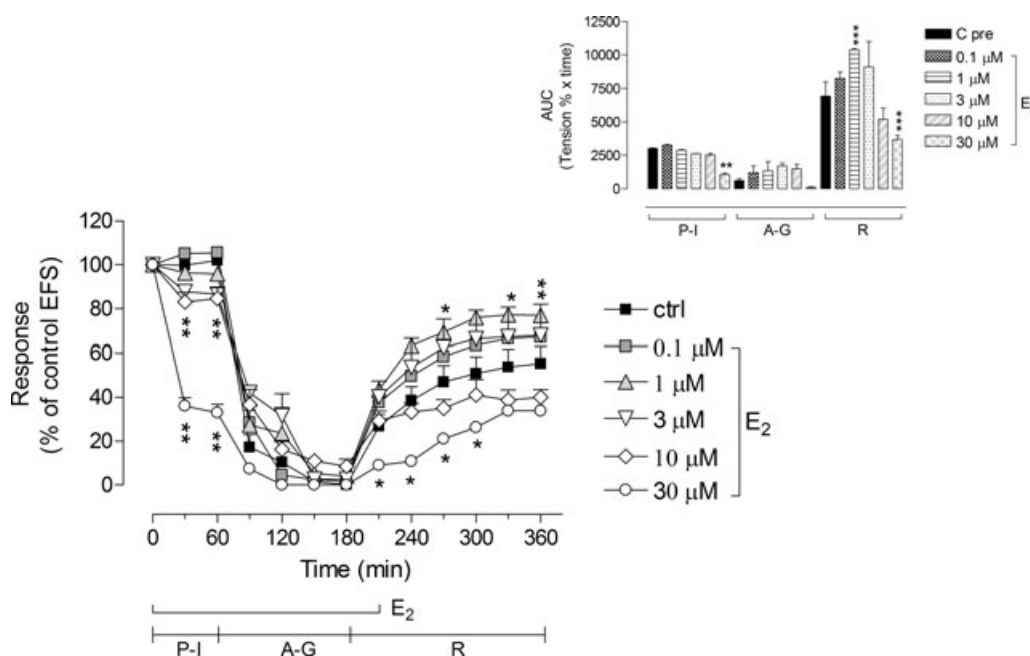 12500
10000
7500
5000
2500
0
AUC
(Tension % x time)
***
***
**
P-I
A-G
R
C pre
0.1 µM
1 µM
3 µM
10 µM
30 µM
E
120
100
80
60
40
20
0
Response
(% of control EFS)
**
**
**
**
*
*
*
*
*
*
**
0
60
120
180
240
300
360
Time (min)
E2
P-I
A-G
R
ctrl
0.1 µM
1 µM
3 µM
10 µM
30 µM
E2